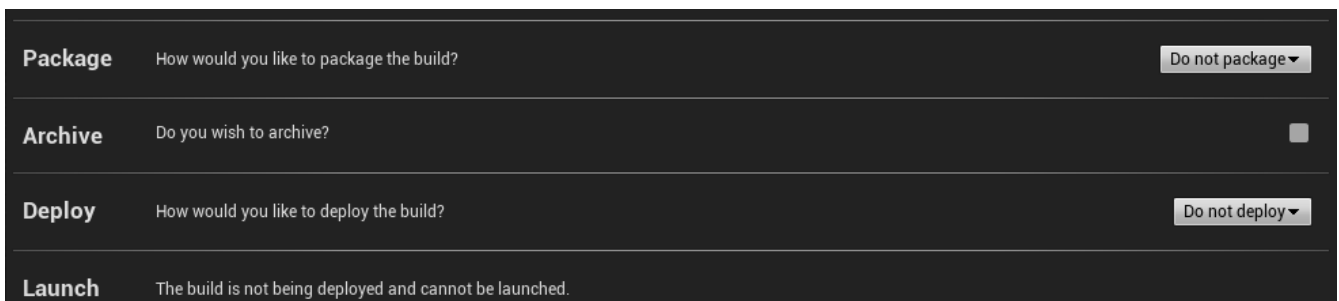 Package How would you like to package the build? Do not package
Archive Do you wish to archive?
Deploy How would you like to deploy the build? Do not deploy
Launch The build is not being deployed and cannot be launched.